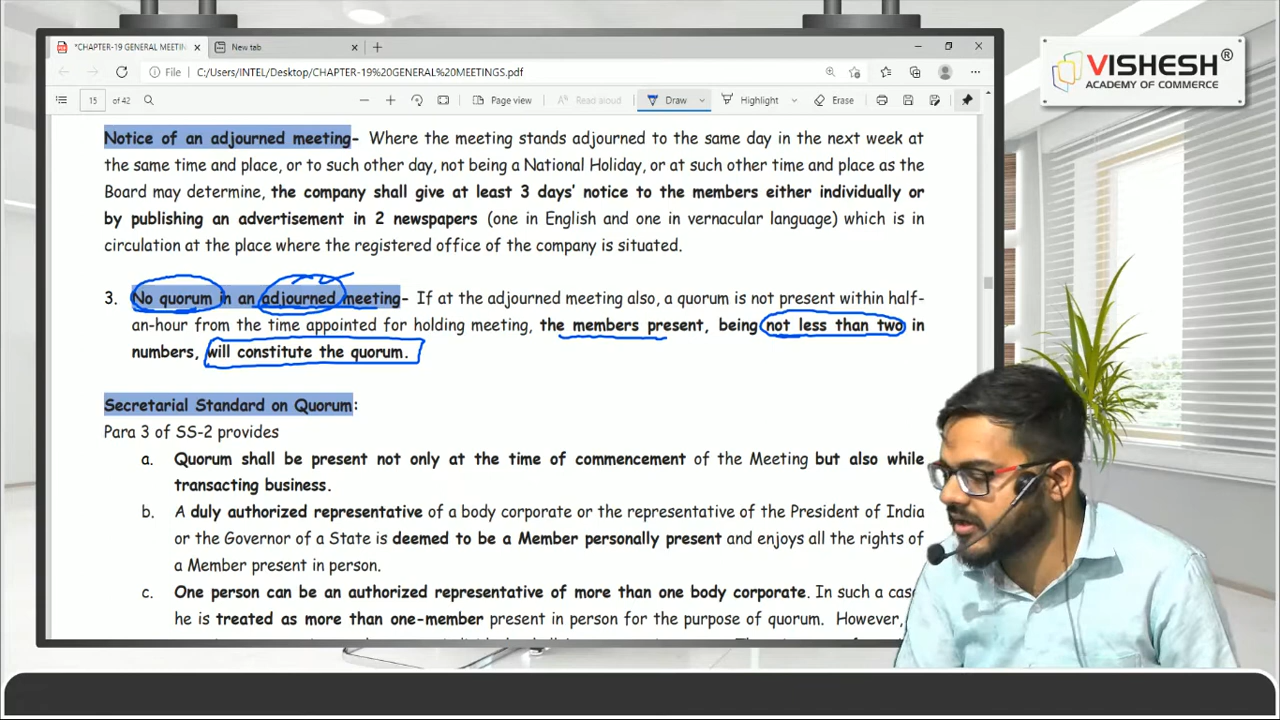 *CHAPTER-19 GENERAL MEETIN
New tab
File
C:/Users/INTEL/Desktop/CHAPTER-19%20GENERAL%20MEETINGS.pdf
15 of 42
Page view
Read aloud
Draw
Highlight
Erase
VISHESH®
ACADEMY OF COMMERCE
Notice of an adjourned meeting- Where the meeting stands adjourned to the same day in the next week at
the same time and place, or to such other day, not being a National Holiday, or at such other time and place as the
Board may determine, the company shall give at least 3 days' notice to the members either individually or
by publishing an advertisement in 2 newspapers (one in English and one in vernacular language) which is in
circulation at the place where the registered office of the company is situated.
3. No quorum in an adjourned meeting- If at the adjourned meeting also, a quorum is not present within half-
an-hour from the time appointed for holding meeting, the members present, being not less than two in
numbers, will constitute the quorum.
Secretarial Standard on Quorum:
Para 3 of SS-2 provides
a. Quorum shall be present not only at the time of commencement of the Meeting but also while
transacting business.
b. A duly authorized representative of a body corporate or the representative of the President of India
or the Governor of a State is deemed to be a Member personally present and enjoys all the rights of
a Member present in person.
c. One person can be an authorized representative of more than one body corporate. In such a case
he is treated as more than one-member present in person for the purpose of quorum. However,